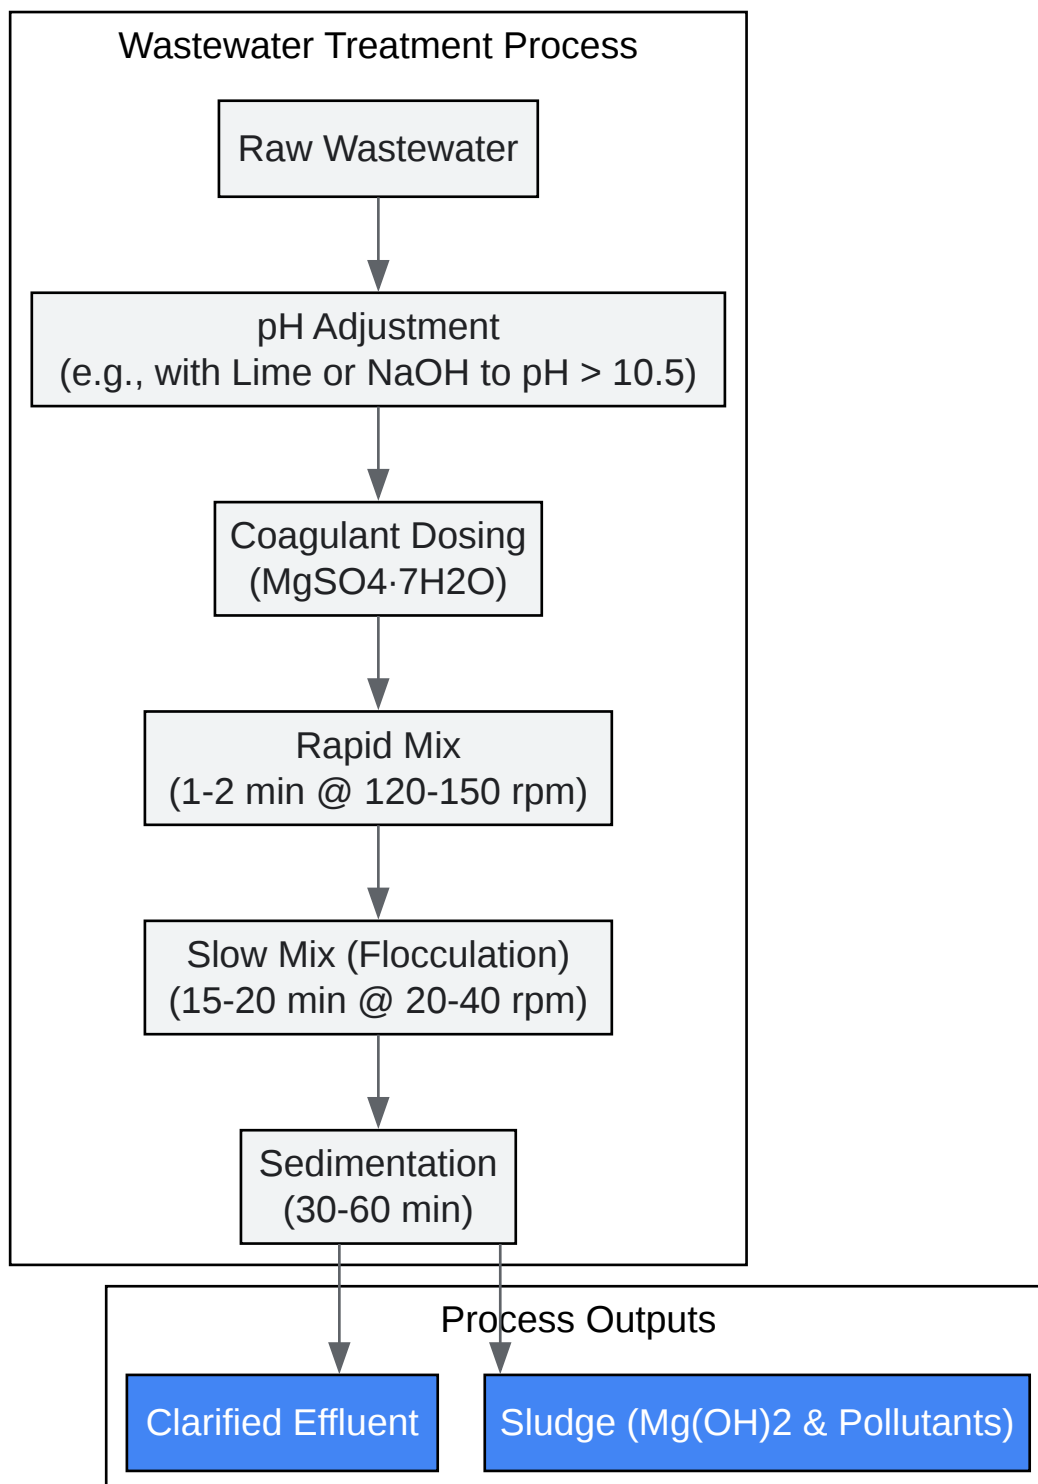 Wastewater Treatment Process
Raw Wastewater
pH Adjustment
(e.g., with Lime or NaOH to pH > 10.5)
Coagulant Dosing
(MgSO4·7H2O)
Rapid Mix
(1-2 min @ 120-150 rpm)
Slow Mix (Flocculation)
(15-20 min @ 20-40 rpm)
Sedimentation
(30-60 min)
Process Outputs
Clarified Effluent
Sludge (Mg(OH)2 & Pollutants)